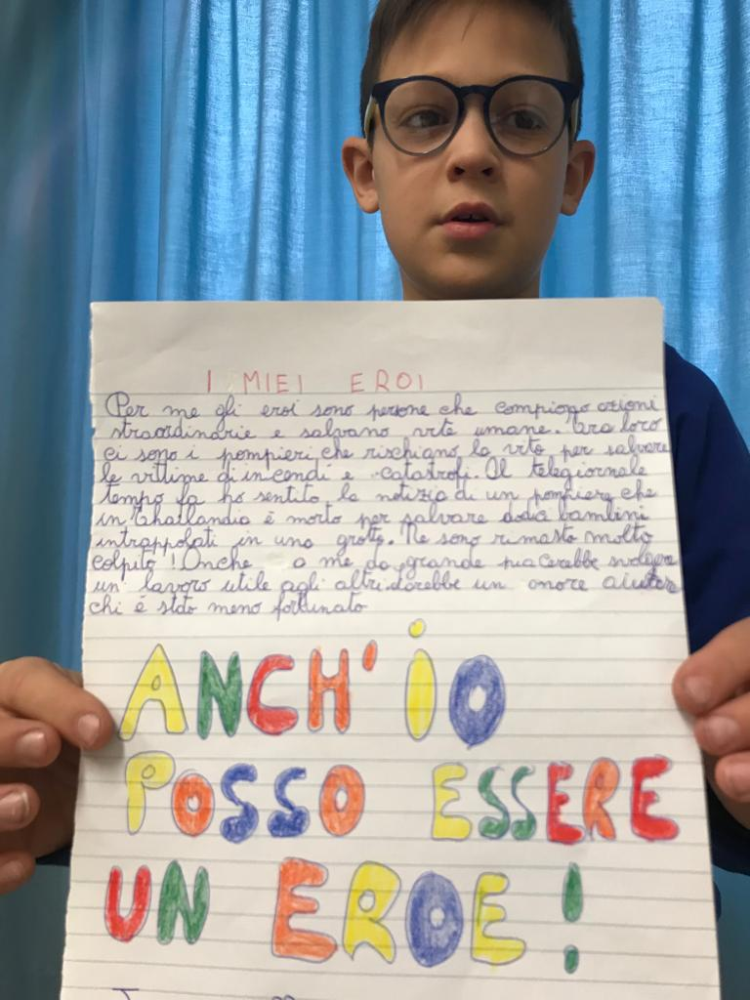 I MIEI EROI
Per me gli eroi sono persone che compiono azioni
straordinarie e salvano vite umane. Tra loro
ci sono i pompieri che rischiano la vita per salvare
le vittime di incendi e catastrofi. Al telegiornale
tempo fa ho sentito la notizia di un pompiere che
in Thailandia è morto per salvare dodici bambini
intrappolati in una grotta. Ne sono rimasto molto
colpito! Anche a me da grande piacerebbe svolgere
un lavoro utile agli altri. Sarebbe un onore aiutare
chi è stato meno fortunato
ANCH'IO
POSSO ESSERE
UN EROE!